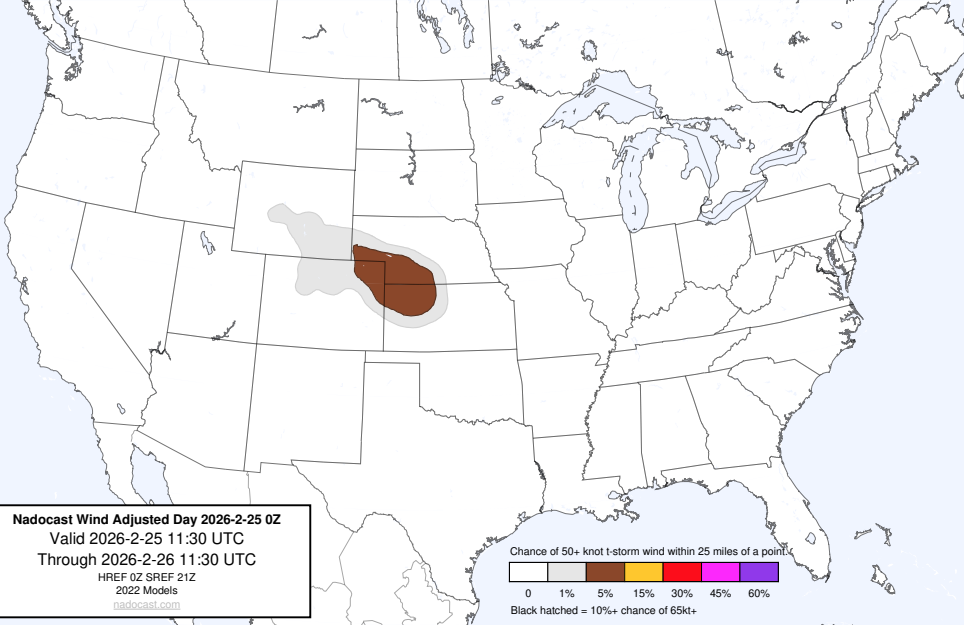 Nadocast Wind Adjusted Day 2026-2-25 0Z
Valid 2026-2-25 11:30 UTC
Through 2026-2-26 11:30 UTC
HREF 0Z SREF 21Z
2022 Models
nadocast.com
Chance of 50+ knot t-storm wind within 25 miles of a point.
0 1% 5% 15% 30% 45% 60%
Black hatched = 10%+ chance of 65kt+